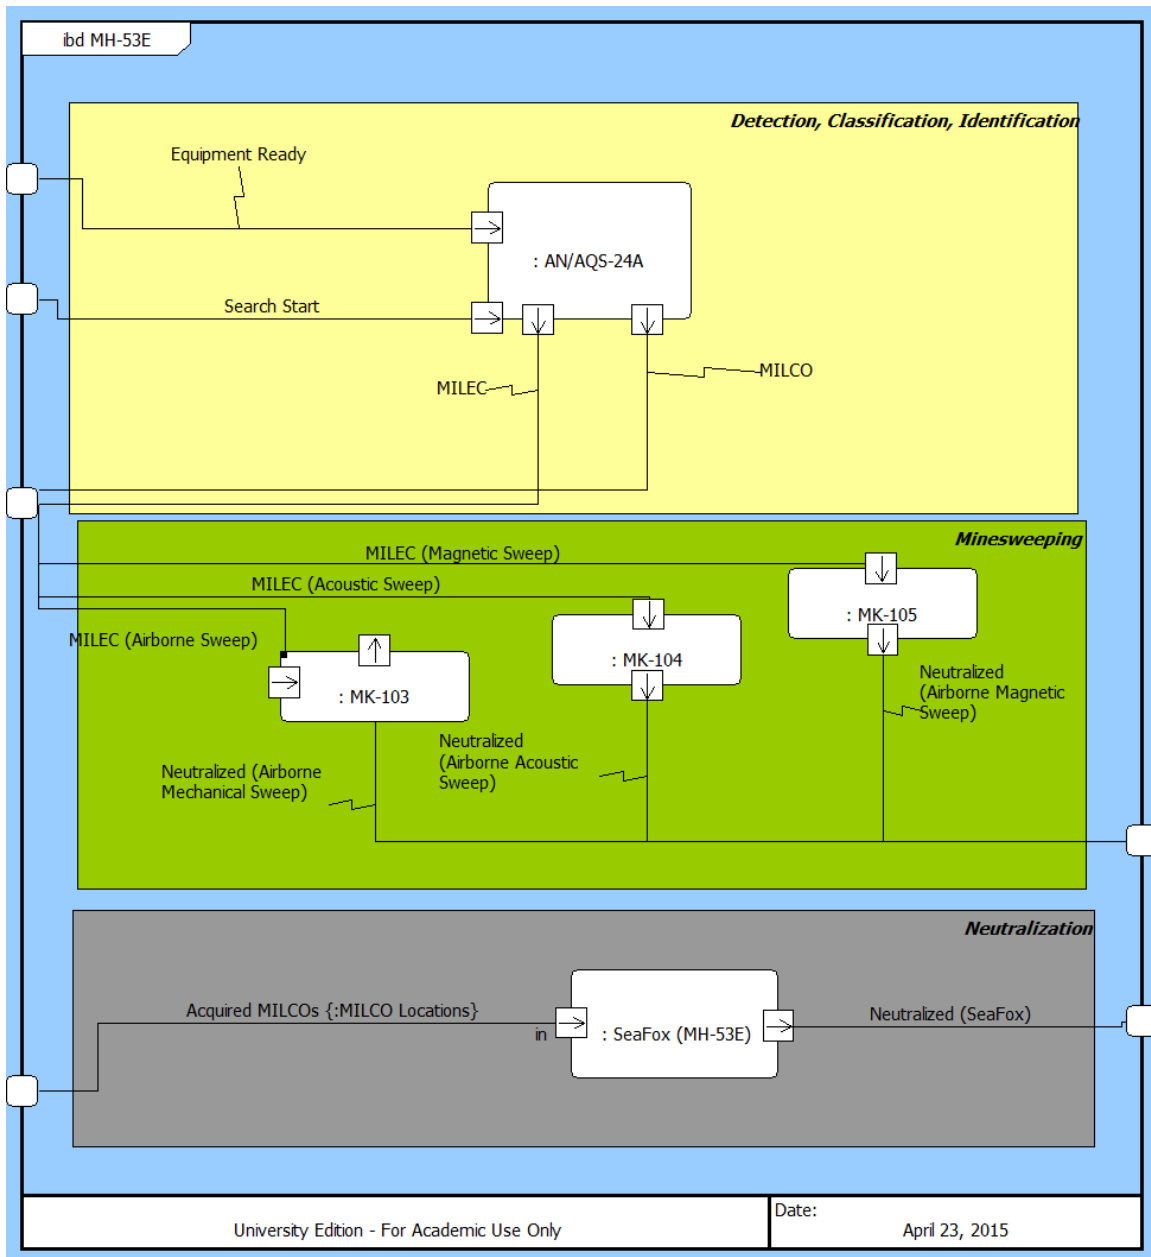 ibd MH-53E
Detection, Classification, Identification
Equipment Ready
: AN/AQS-24A
Search Start
MILEC
MILCO
Minesweeping
MILEC (Magnetic Sweep)
MILEC (Acoustic Sweep)
MILEC (Airborne Sweep)
: MK-105
: MK-104
: MK-103
Neutralized
(Airborne Magnetic
Sweep)
Neutralized
(Airborne Acoustic
Sweep)
Neutralized (Airborne
Mechanical Sweep)
Neutralization
Acquired MILCOs {:MILCO Locations}
in
: SeaFox (MH-53E)
Neutralized (SeaFox)
University Edition - For Academic Use Only
Date:
April 23, 2015